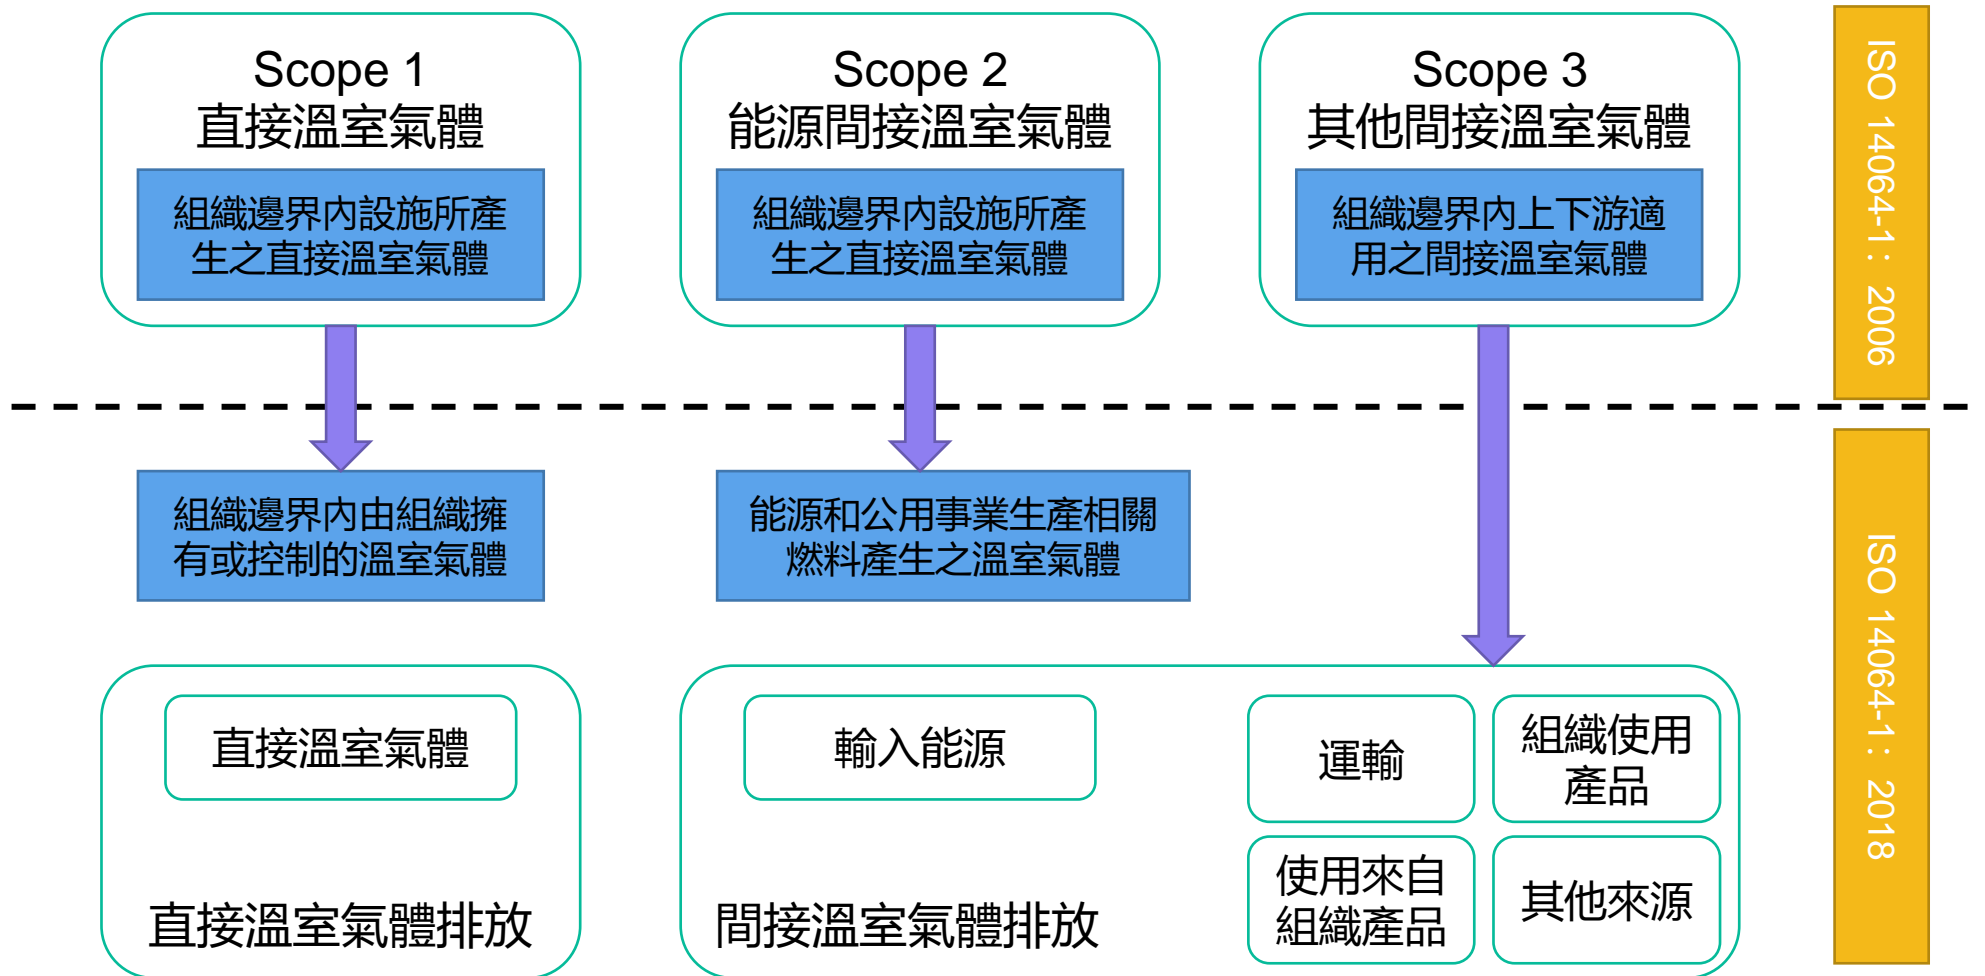 Scope 1
直接溫室氣體
組織邊界內設施所產
生之直接溫室氣體
Scope 2
能源間接溫室氣體
組織邊界內設施所產
生之直接溫室氣體
Scope 3
其他間接溫室氣體
組織邊界內上下游適
用之間接溫室氣體
ISO 14064-1：2006
組織邊界內由組織擁
有或控制的溫室氣體
能源和公用事業生產相關
燃料產生之溫室氣體
直接溫室氣體
直接溫室氣體排放
輸入能源
間接溫室氣體排放
運輸
組織使用
產品
使用來自
組織產品
其他來源
ISO 14064-1：2018